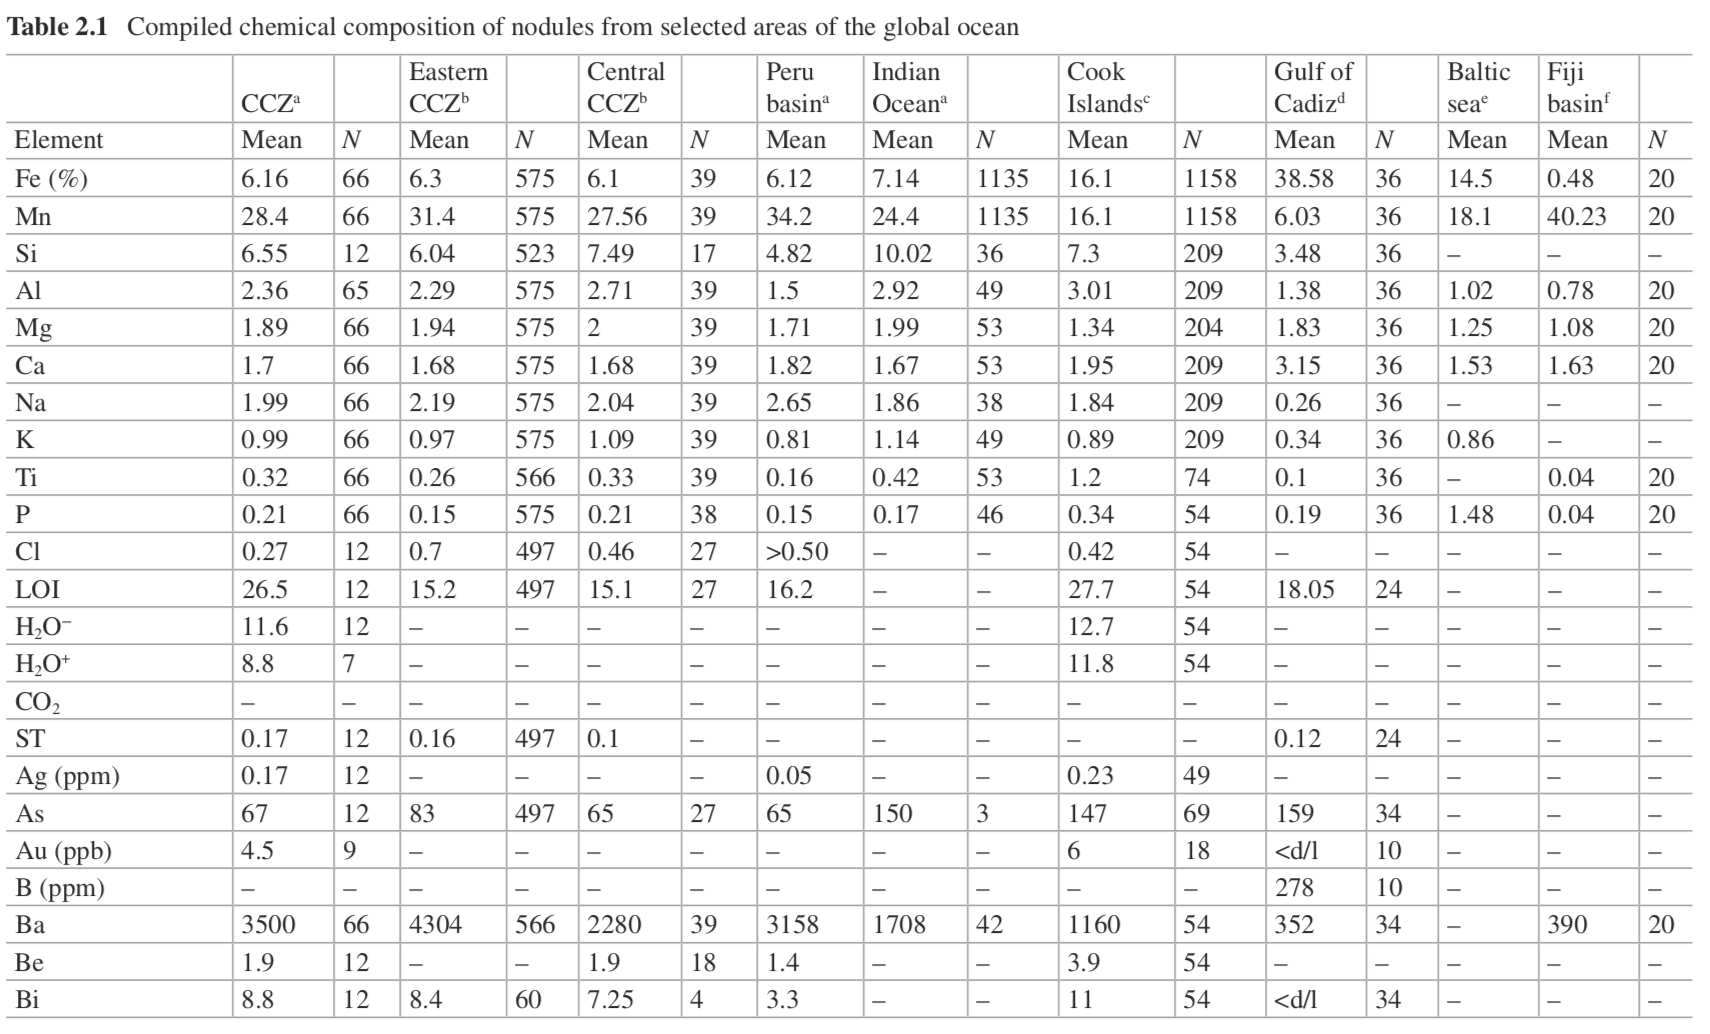 Table 2.1 Compiled chemical composition of nodules from selected areas of the global ocean
CCZᵃ Eastern CCZᵇ Central CCZᵇ Peru basinᵃ Indian Oceanᵃ Cook Islandsᶜ Gulf of Cadizᵈ Baltic seaᵉ Fiji basinᶠ
Element Mean N Mean N Mean N Mean Mean N Mean N Mean N Mean Mean N
Fe (%) 6.16 66 6.3 575 6.1 39 6.12 7.14 1135 16.1 1158 38.58 36 14.5 0.48 20
Mn 28.4 66 31.4 575 27.56 39 34.2 24.4 1135 16.1 1158 6.03 36 18.1 40.23 20
Si 6.55 12 6.04 523 7.49 17 4.82 10.02 36 7.3 209 3.48 36 – – –
Al 2.36 65 2.29 575 2.71 39 1.5 2.92 49 3.01 209 1.38 36 1.02 0.78 20
Mg 1.89 66 1.94 575 2 39 1.71 1.99 53 1.34 204 1.83 36 1.25 1.08 20
Ca 1.7 66 1.68 575 1.68 39 1.82 1.67 53 1.95 209 3.15 36 1.53 1.63 20
Na 1.99 66 2.19 575 2.04 39 2.65 1.86 38 1.84 209 0.26 36 – – –
K 0.99 66 0.97 575 1.09 39 0.81 1.14 49 0.89 209 0.34 36 0.86 – –
Ti 0.32 66 0.26 566 0.33 39 0.16 0.42 53 1.2 74 0.1 36 – 0.04 20
P 0.21 66 0.15 575 0.21 38 0.15 0.17 46 0.34 54 0.19 36 1.48 0.04 20
Cl 0.27 12 0.7 497 0.46 27 >0.50 – – 0.42 54 – – – – –
LOI 26.5 12 15.2 497 15.1 27 16.2 – – 27.7 54 18.05 24 – – –
H₂O⁻ 11.6 12 – – – – – – – 12.7 54 – – – – –
H₂O⁺ 8.8 7 – – – – – – – 11.8 54 – – – – –
CO₂ – – – – – – – – – – – – – – – –
ST 0.17 12 0.16 497 0.1 – – – – – – 0.12 24 – – –
Ag (ppm) 0.17 12 – – – – 0.05 – – 0.23 49 – – – – –
As 67 12 83 497 65 27 65 150 3 147 69 159 34 – – –
Au (ppb) 4.5 9 – – – – – – – 6 18 <d/l 10 – – –
B (ppm) – – – – – – – – – – – 278 10 – – –
Ba 3500 66 4304 566 2280 39 3158 1708 42 1160 54 352 34 – 390 20
Be 1.9 12 – – 1.9 18 1.4 – – 3.9 54 – – – – –
Bi 8.8 12 8.4 60 7.25 4 3.3 – – 11 54 <d/l 34 – – –